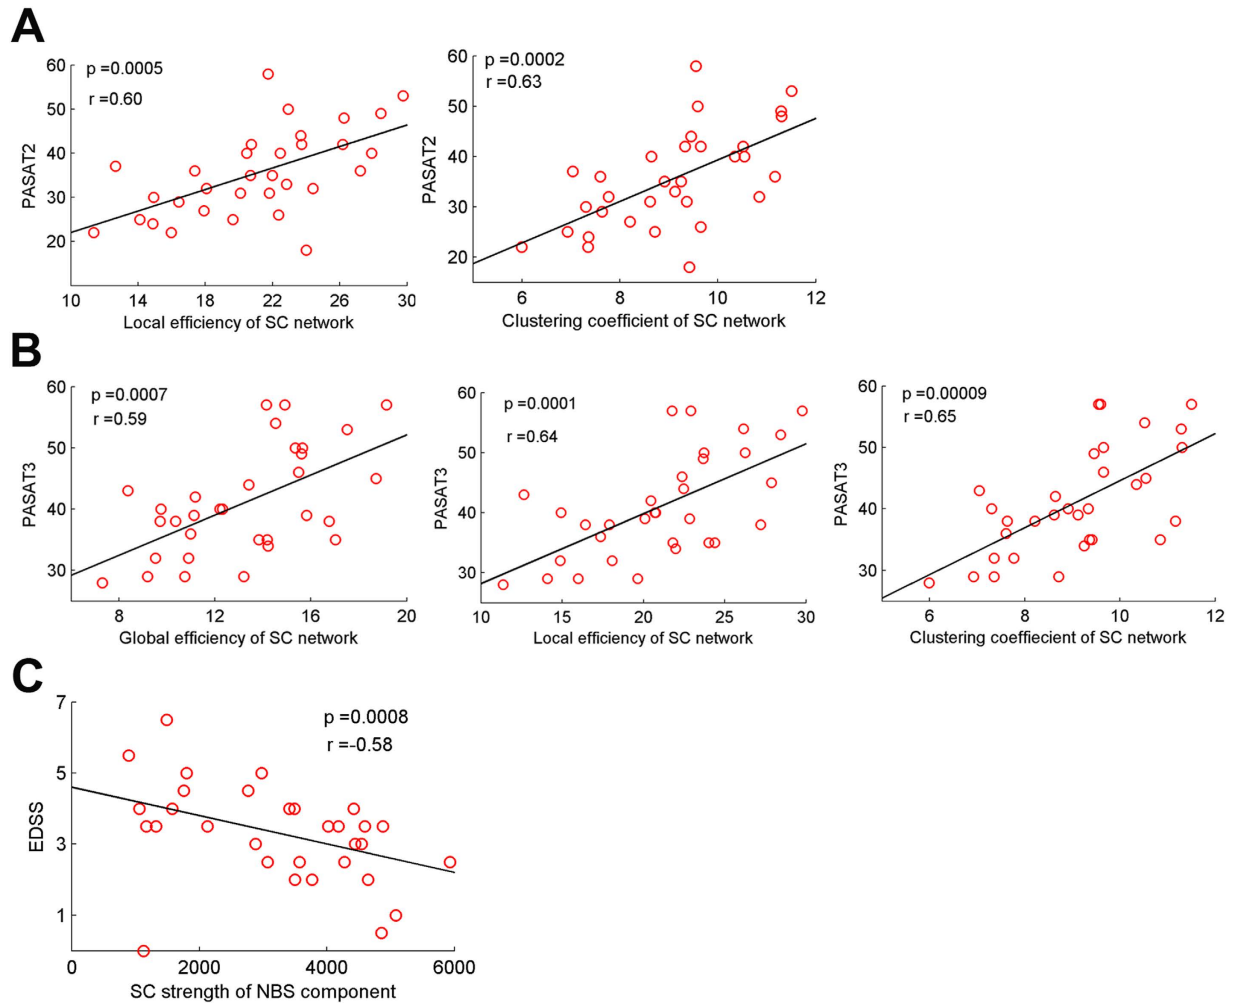 A
p =0.0005
r =0.60
PASAT2
60
50
40
30
20
10 14 18 22 26 30
Local efficiency of SC network
p =0.0002
r =0.63
PASAT2
60
50
40
30
20
6 8 10 12
Clustering coefficient of SC network
B
p =0.0007
r =0.59
PASAT3
60
50
40
30
8 12 16 20
Global efficiency of SC network
p =0.0001
r =0.64
PASAT3
60
50
40
30
10 15 20 25 30
Local efficiency of SC network
p =0.00009
r =0.65
PASAT3
60
50
40
30
6 8 10 12
Clustering coeffiecient of SC network
C
p =0.0008
r =-0.58
EDSS
7
5
3
1
0 2000 4000 6000
SC strength of NBS component